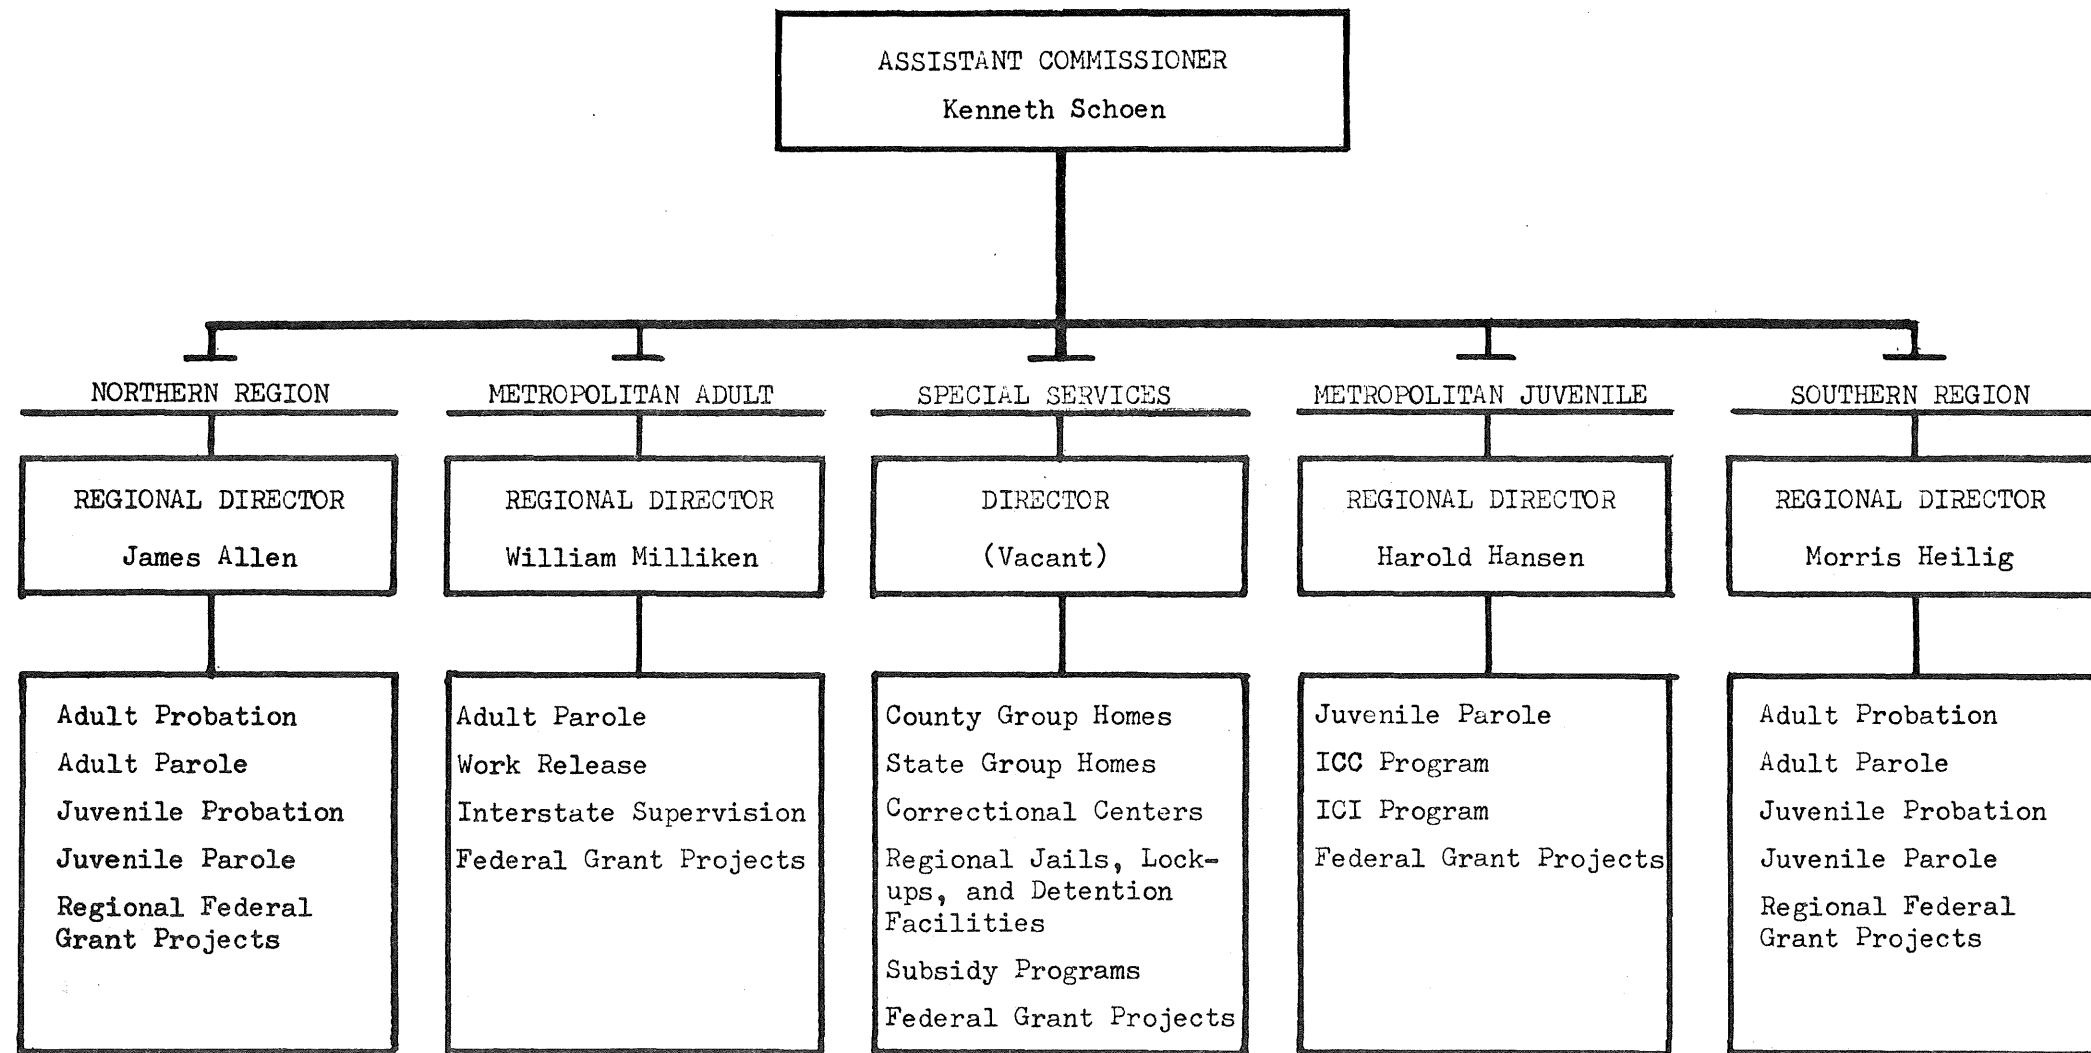 ASSISTANT COMMISSIONER
Kenneth Schoen
NORTHERN REGION
REGIONAL DIRECTOR
James Allen
Adult Probation
Adult Parole
Juvenile Probation
Juvenile Parole
Regional Federal
Grant Projects
METROPOLITAN ADULT
REGIONAL DIRECTOR
William Milliken
Adult Parole
Work Release
Interstate Supervision
Federal Grant Projects
SPECIAL SERVICES
DIRECTOR
(Vacant)
County Group Homes
State Group Homes
Correctional Centers
Regional Jails, Lock-
ups, and Detention
Facilities
Subsidy Programs
Federal Grant Projects
METROPOLITAN JUVENILE
REGIONAL DIRECTOR
Harold Hansen
Juvenile Parole
ICC Program
ICI Program
Federal Grant Projects
SOUTHERN REGION
REGIONAL DIRECTOR
Morris Heilig
Adult Probation
Adult Parole
Juvenile Probation
Juvenile Parole
Regional Federal
Grant Projects